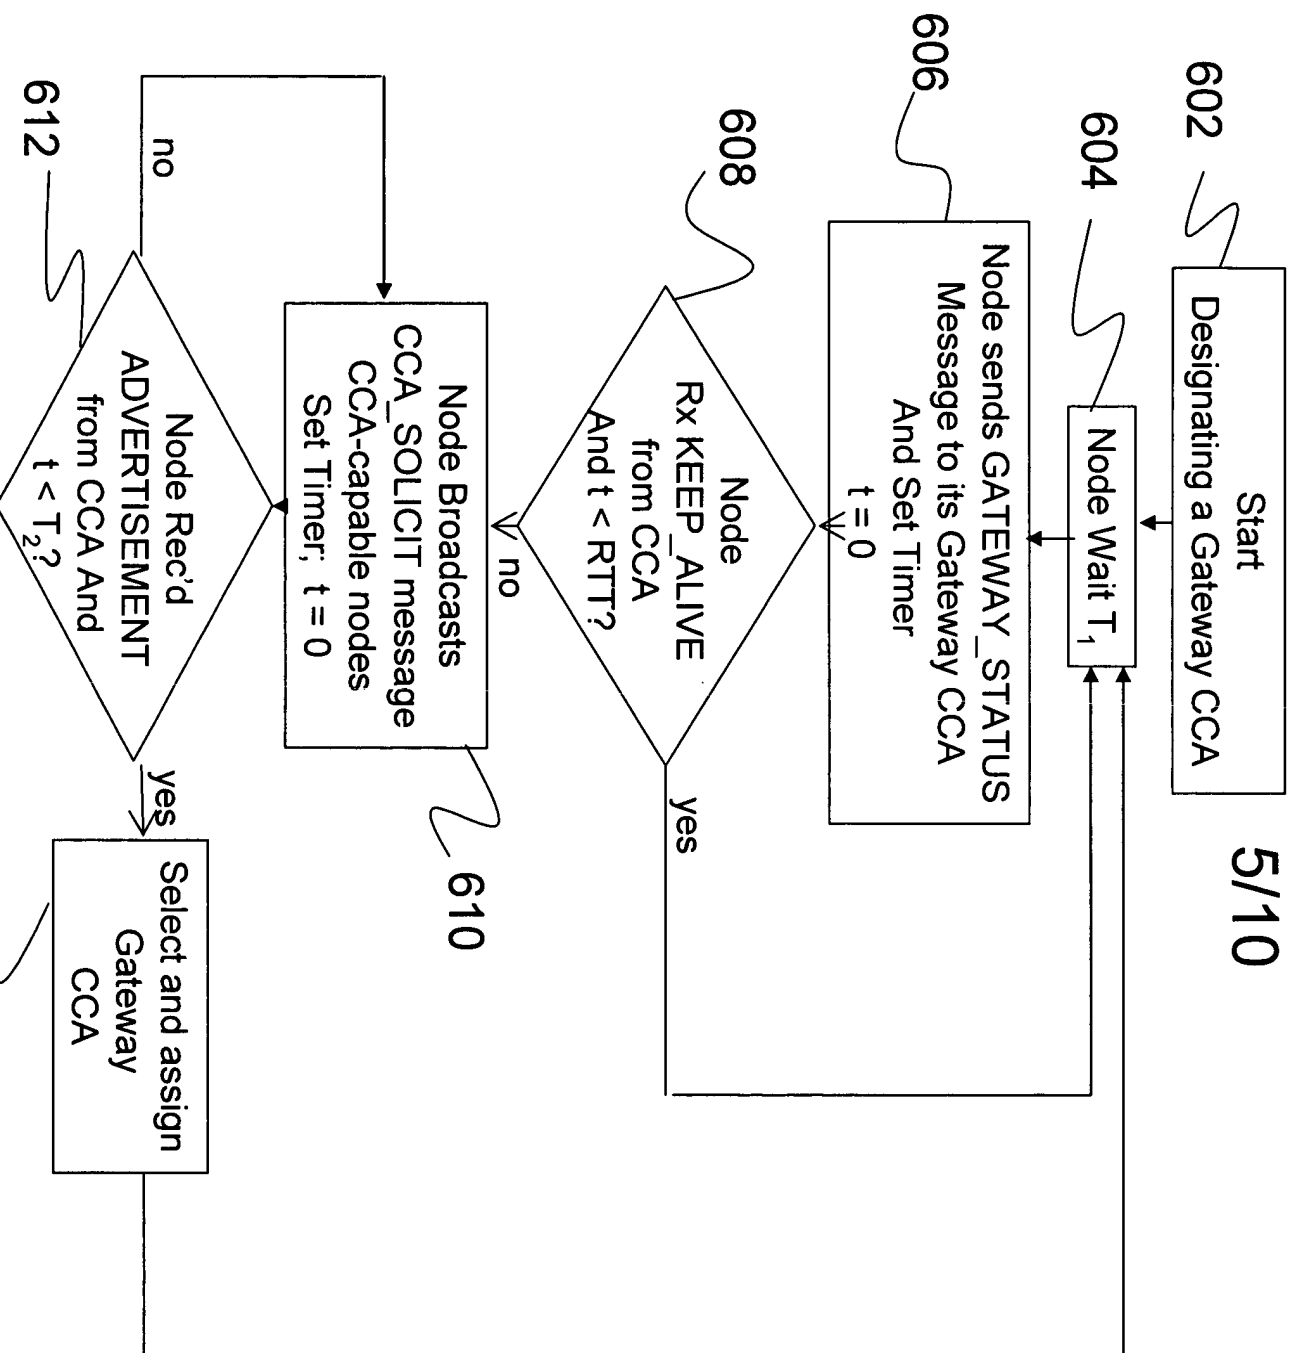 5/10
602
Start
Designating a Gateway CCA
604
Node Wait T1
606
Node sends GATEWAY_STATUS
Message to its Gateway CCA
And Set Timer
t = 0
608
Node
Rx KEEP_ALIVE
from CCA
And t < RTT?
yes
no
Node Broadcasts
CCA_SOLICIT message
CCA-capable nodes
Set Timer; t = 0
610
no
612
Node Rec'd
ADVERTISEMENT
from CCA And
t < T2?
yes
Select and assign
Gateway
CCA